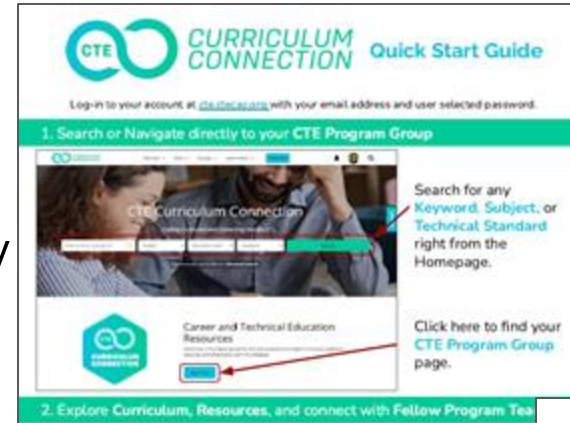 CTE
CURRICULUM
CONNECTION
Quick Start Guide
Log-in to your account at with your email address and user selected password.
1. Search or Navigate directly to your CTE Program Group
CTE Curriculum Connection
Search for any
Keyword, Subject, or
Technical Standard
right from the
Homepage.
CURRICULUM
CONNECTION
Career and Technical Education
Resources
Click here to find your
CTE Program Group
page.
2. Explore Curriculum, Resources, and connect with Fellow Program Tea
y